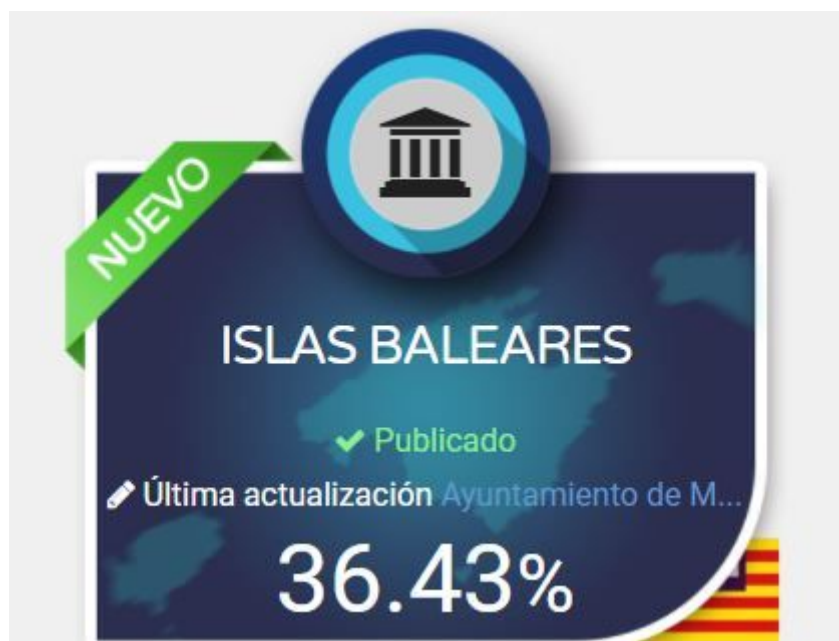 NUEVO
ISLAS BALEARES
Publicado
Última actualización Ayuntamiento de M...
36.43%